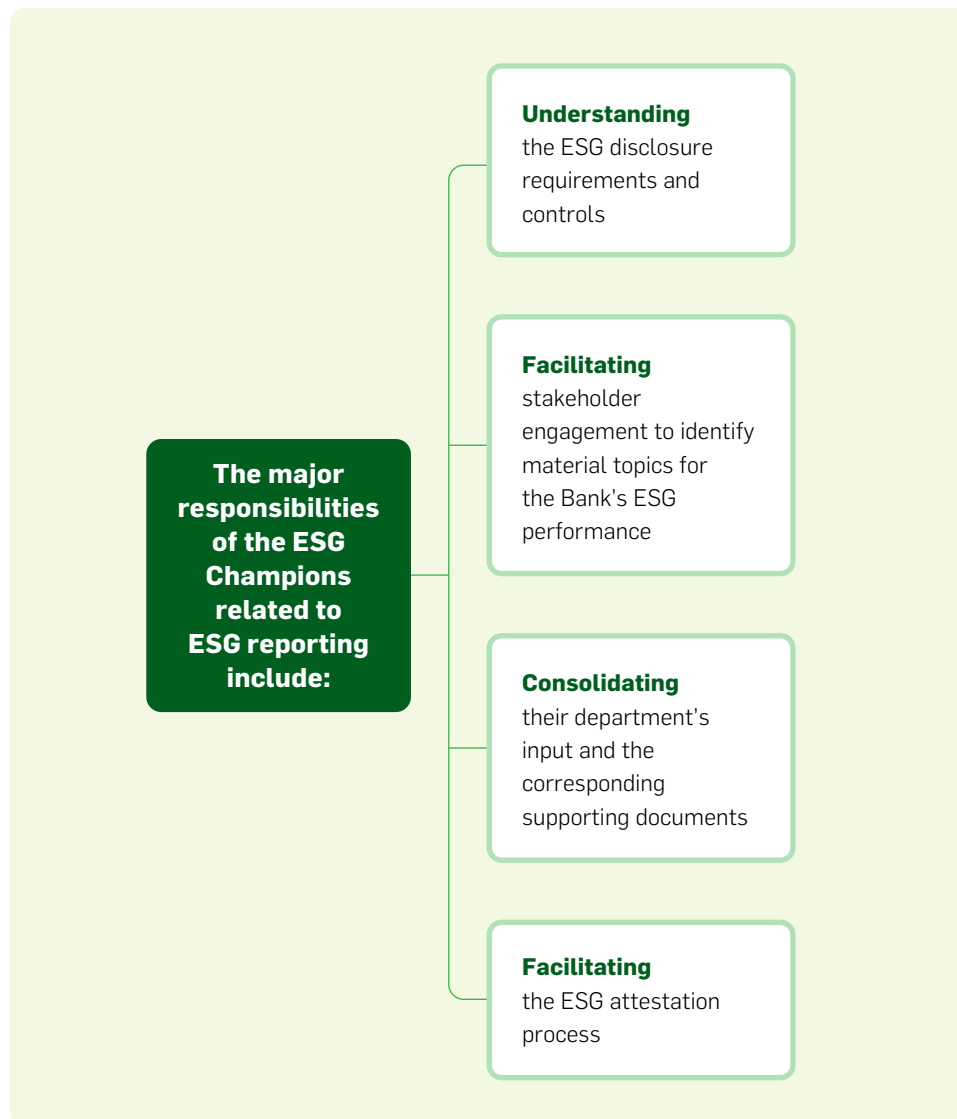 The major
responsibilities
of the ESG
Champions
related to
ESG reporting
include:
Understanding
the ESG disclosure
requirements and
controls
Facilitating
stakeholder
engagement to identify
material topics for
the Bank’s ESG
performance
Consolidating
their department’s
input and the
corresponding
supporting documents
Facilitating
the ESG attestation
process